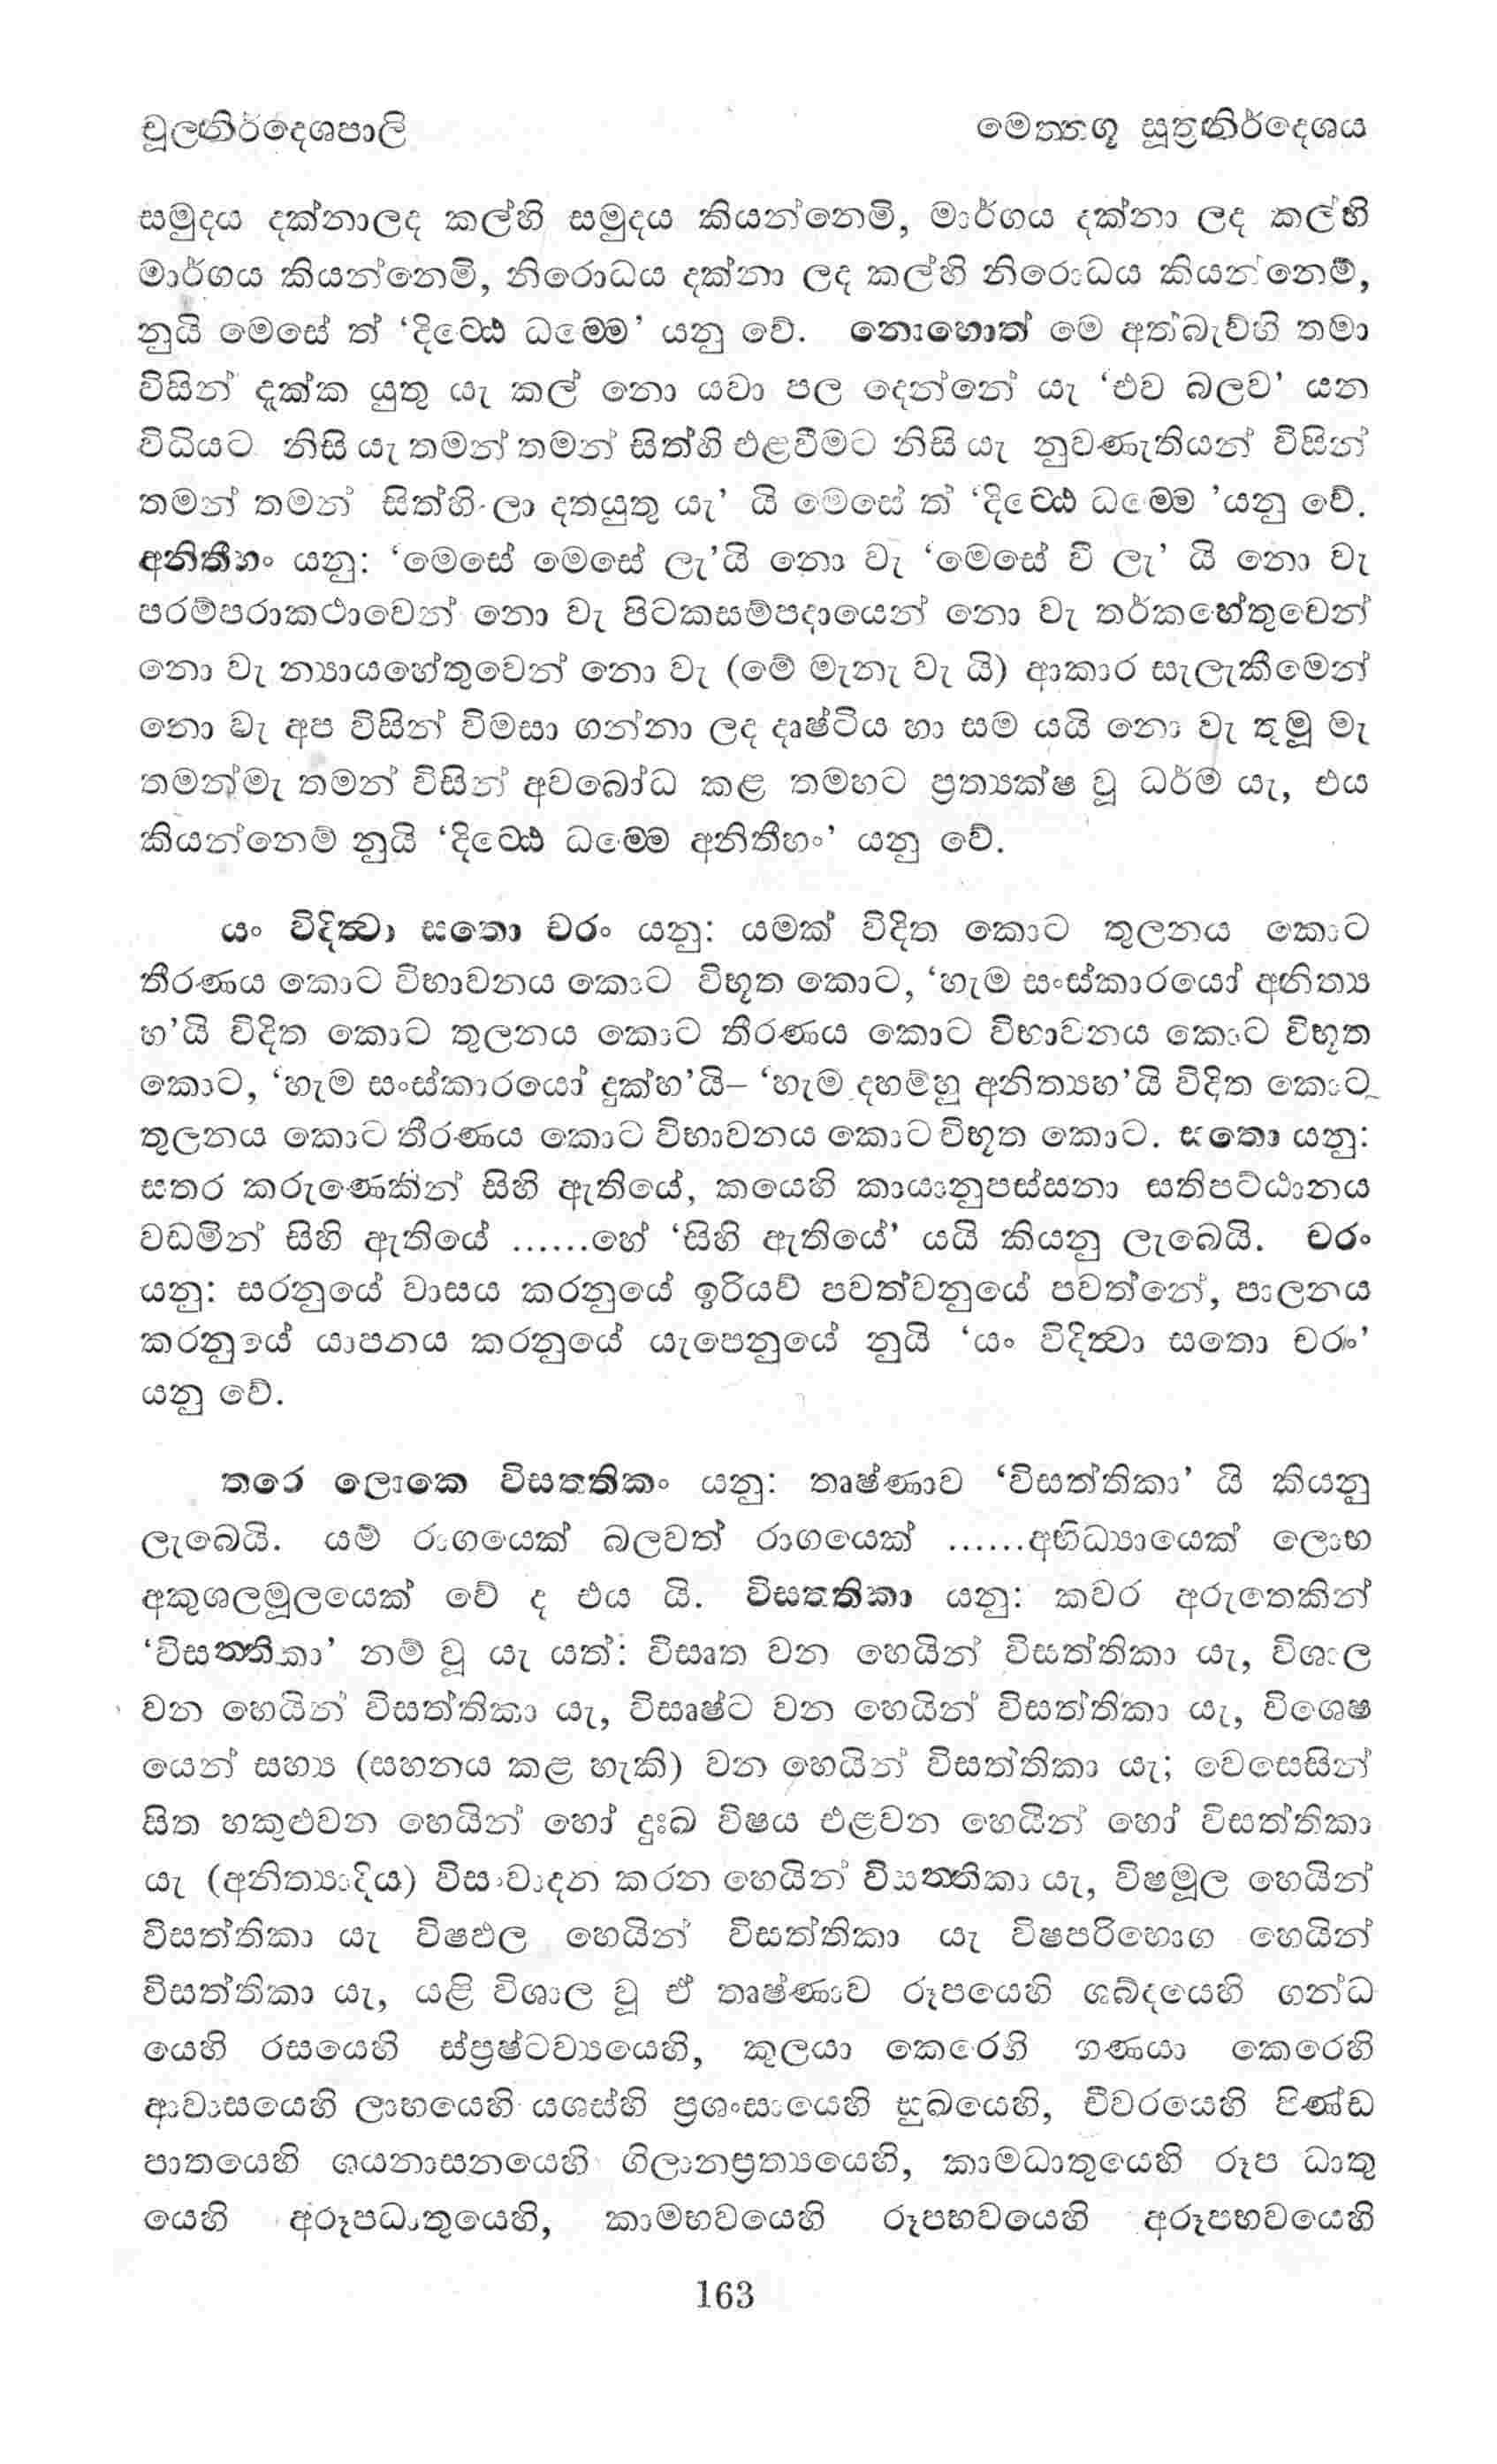 චූලනිර්දෙශපාලි
මෙත්තගූ සූත්‍රනිර්දෙශය
සමුදය දක්නාලද කල්හි සමුදය කියන්නෙමි, මාර්ගය දක්නා ලද කල්හි
මාර්ගය කියන්නෙමි, නිරොධය දක්නා ලද කල්හි නිරොධය කියන්නෙම්,
නුයි මෙසේ ත් ‘දිට්ඨෙ ධම්මෙ’ යනු වේ. නොහොත් මෙ අත්බැව්හි තමා
විසින් දැක්ක යුතු යැ කල් නො යවා පල දෙන්නේ යැ ‘එව බලව’ යන
විධියට නිසි යැ තමන් තමන් සිත්හි එළවීමට නිසි යැ නුවණැතියන් විසින්
තමන් තමන් සිත්හි ලා දතයුතු යැ’ යි මෙසේ ත් ‘දිට්ඨෙ ධම්මෙ ’යනු වේ.
අනිතීහං යනු: ‘මෙසේ මෙසේ ලැ’යි නො වැ ‘මෙසේ වී ලැ’ යි නො වැ
පරම්පරාකථාවෙන් නො වැ පිටකසම්පදායෙන් නො වැ තර්කහේතුවෙන්
නො වැ න්‍යායහේතුවෙන් නො වැ (මේ මැනැ වැ යි) ආකාර සැලැකීමෙන්
නො වැ අප විසින් විමසා ගන්නා ලද දෘෂ්ටිය හා සම යයි නො වැ තුමූ මැ
තමන්මැ තමන් විසින් අවබෝධ කළ තමහට ප්‍රත්‍යක්ෂ වූ ධර්ම යැ, එය
කියන්නෙම් නුයි ‘දිට්ඨෙ ධම්මෙ අනිතීහං’ යනු වේ.
යං විදිත්‍වා සතො චරං යනු: යමක් විදිත කොට තුලනය කොට
තීරණය කොට විභාවනය කොට විභූත කොට, ‘හැම සංස්කාරයෝ අනිත්‍ය
හ’යි විදිත කොට තුලනය කොට තීරණය කොට විභාවනය කොට විභූත
කොට, ‘හැම සංස්කාරයෝ දුක්හ’යි– ‘හැම දහම්හු අනිත්‍යහ’යි විදිත කොට
තුලනය කොට තීරණය කොට විභාවනය කොට විභූත කොට. සතො යනු:
සතර කරුණෙකින් සිහි ඇතියේ, කයෙහි කායානුපස්සනා සතිපට්ඨානය
වඩමින් සිහි ඇතියේ ......හේ ‘සිහි ඇතියේ’ යයි කියනු ලැබෙයි. චරං
යනු: සරනුයේ වාසය කරනුයේ ඉරියව් පවත්වනුයේ පවත්නේ, පාලනය
කරනුයේ යාපනය කරනුයේ යැපෙනුයේ නුයි ‘යං විදිත්‍වා සතො චරං’
යනු වේ.
තරෙ ලොකෙ විසත්තිකං යනු: තෘෂ්ණාව ‘විසත්තිකා’ යි කියනු
ලැබෙයි. යම් රාගයෙක් බලවත් රාගයෙක් ......අභිධ්‍යායෙක් ලොභ
අකුශලමූලයෙක් වේ ද එය යි. විසත්තිකා යනු: කවර අරුතෙකින්
‘විසත්තිකා’ නම් වූ යැ යත්: විසෘත වන හෙයින් විසත්තිකා යැ, විශාල
වන හෙයින් විසත්තිකා යැ, විසෘෂ්ට වන හෙයින් විසත්තිකා යැ, විශෙෂ
යෙන් සහ්‍ය (සහනය කළ හැකි) වන හෙයින් විසත්තිකා යැ; වෙසෙසින්
සිත හකුළුවන හෙයින් හෝ දුඃඛ විෂය එළවන හෙයින් හෝ විසත්තිකා
යැ (අනිත්‍යාදිය) විසංවාදන කරන හෙයින් විසත්තිකා යැ, විෂමූල හෙයින්
විසත්තිකා යැ විෂඵල හෙයින් විසත්තිකා යැ විෂපරිභොග හෙයින්
විසත්තිකා යැ, යළි විශාල වූ ඒ තෘෂ්ණාව රූපයෙහි ශබ්දයෙහි ගන්ධ
යෙහි රසයෙහි ස්ප්‍රෂ්ටව්‍යයෙහි, කුලයා කෙරෙහි ගණයා කෙරෙහි
ආවාසයෙහි ලාභයෙහි යශස්හි ප්‍රශංසායෙහි සුඛයෙහි, චීවරයෙහි පිණ්ඩ
පාතයෙහි ශයනාසනයෙහි ගිලානප්‍රත්‍යයෙහි, කාමධාතුයෙහි රූප ධාතු
යෙහි අරූපධාතුයෙහි, කාමභවයෙහි රූපභවයෙහි අරූපභවයෙහි
163